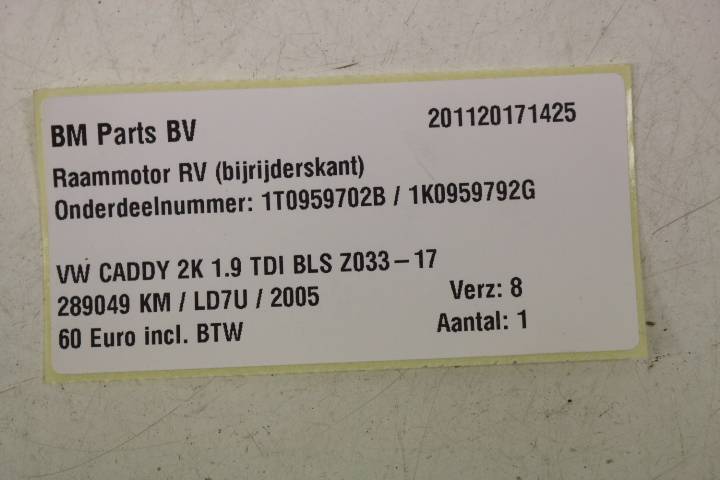 BM Parts BV 201120171425
Raammotor RV (bijrijderskant)
Onderdeelnummer: 1T0959702B / 1K0959792G
VW CADDY 2K 1.9 TDI BLS Z033-17
289049 KM / LD7U / 2005 Verz: 8
60 Euro incl. BTW Aantal: 1